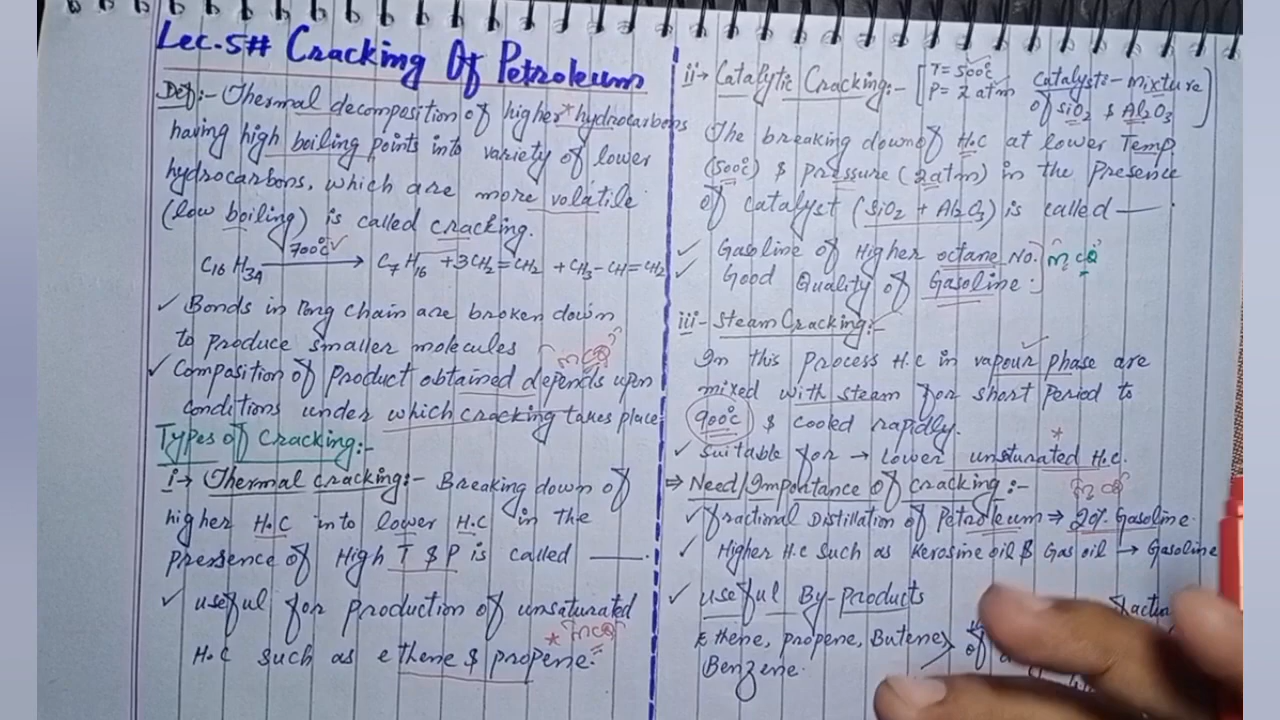 Lec.5# Cracking Of Petroleum
Def:- Thermal decomposition of higher * hydrocarbons
having high boiling points into variety of lower
hydrocarbons, which are more volatile
(low boiling) is called cracking.
C16 H34 700°C → C7 H16 + 3CH2=CH2 + CH3-CH=CH2
✓ Bonds in long chain are broken down
to produce smaller molecules
mcq
✓ Composition of product obtained depends upon
conditions under which cracking takes place
Types of Cracking:-
i → Thermal cracking:- Breaking down of
higher H.C into lower H.C in the
pressence of High T & P is called ——.
✓ useful for production of unsaturated
* mcq
H.C such as ethene & propene.
ii → Catalytic Cracking:- [T = 500°C Catalyst:- mixture
P = 2 atm of SiO2 & Al2O3]
The breaking down of H.C at lower Temp
(500°C) & pressure (2atm) in the Presence
of catalyst (SiO2 + Al2O3) is called ——.
✓ Gasoline of Higher octane No. mcq
✓ Good Quality of Gasoline.
iii- Steam Cracking:-
In this process H.C in vapour phase are
mixed with steam for short Period to
900°C & cooled rapidly.
*
✓ Suitable for → Lower unsturated H.C.
⇒ Need/Importance Of cracking:- mcq
✓ fractional Distillation of Petroleum ⇒ 20% Gasoline.
✓ Higher H.C Such as Kerosine oil & Gas oil → Gasoline
✓ useful By-Products
Ethene, propene, Butene,
Benzene.
of